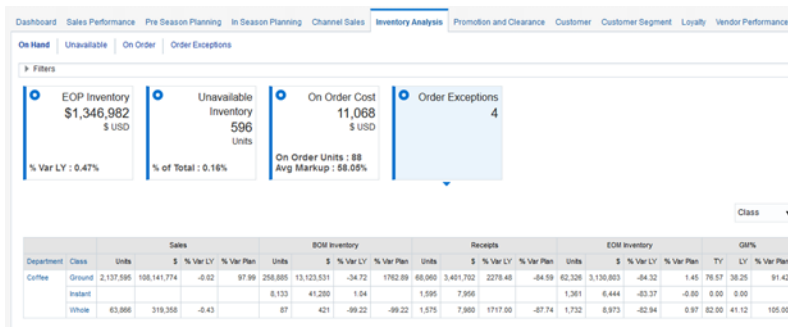 Dashboard Sales Performance Pre Season Planning In Season Planning Channel Sales Inventory Analysis Promotion and Clearance Customer Customer Segment Loyalty Vendor Performance
On Hand Unavailable On Order Order Exceptions
Filters
EOP Inventory
$1,346,982
$ USD
% Var LY : 0.47%
Unavailable
Inventory
596
Units
% of Total : 0.16%
On Order Cost
11,068
$ USD
On Order Units : 88
Avg Markup : 58.05%
Order Exceptions
4
Class
Sales BOM Inventory Receipts EOM Inventory GM%
Department Class Units $ % Var LY % Var Plan Units $ % Var LY % Var Plan Units $ % Var LY % Var Plan Units $ % Var LY % Var Plan TY LY % Var Plan
Coffee Ground 2,137,595 108,141,774 -0.02 97.99 258,885 13,123,531 -34.72 1762.89 68,060 3,401,702 2278.48 -84.59 62,326 3,130,803 -84.32 1.45 76.57 38.25 91.42
Instant 8,133 41,280 1.04 1,595 7,956 1,361 6,444 -83.37 -0.80 0.00 0.00
Whole 63,866 319,358 -0.43 87 421 -99.22 -99.22 1,575 7,980 1717.00 -87.74 1,732 8,973 -82.94 0.97 82.00 41.12 105.00